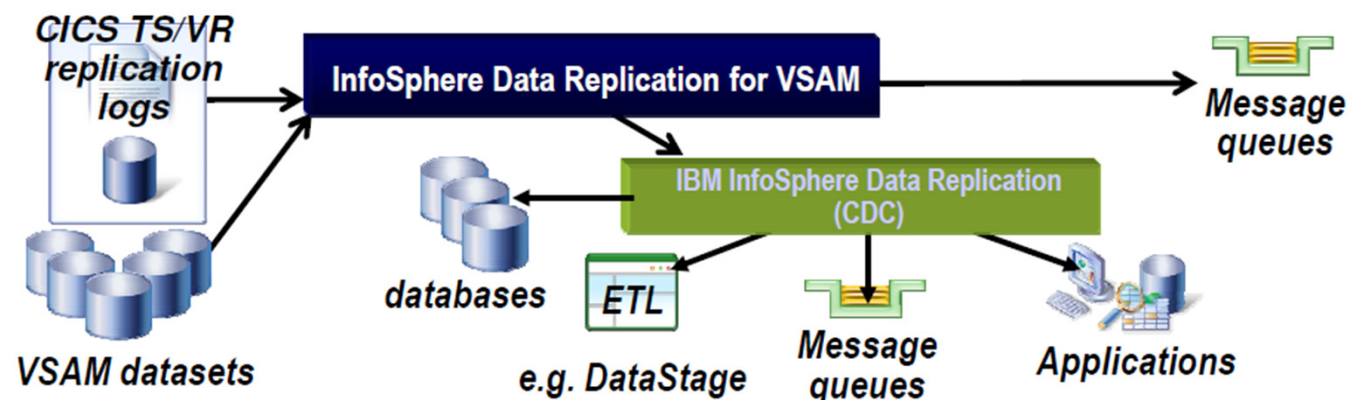 CICS TS/VR
replication
logs
InfoSphere Data Replication for VSAM
Message
queues
IBM InfoSphere Data Replication
(CDC)
databases
ETL
VSAM datasets
e.g. DataStage
Message
queues
Applications